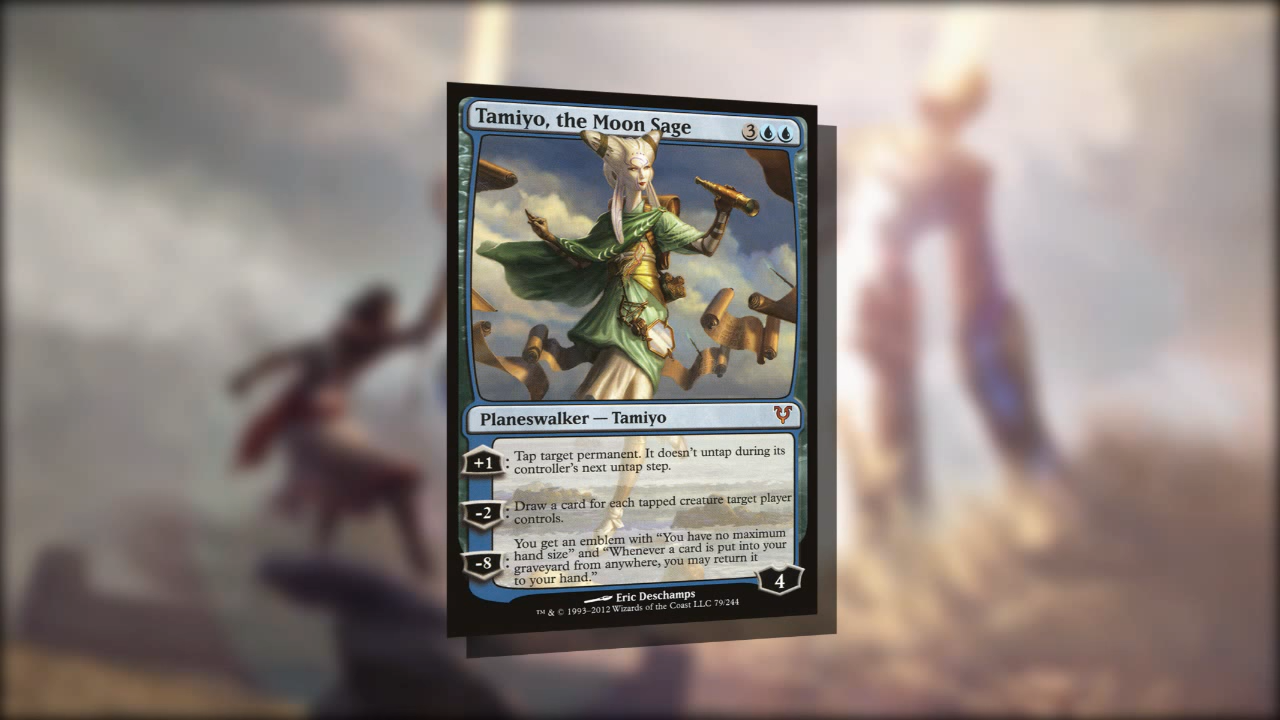 Tamiyo, the Moon Sage 3
Planeswalker — Tamiyo
+1: Tap target permanent. It doesn't untap during its
controller's next untap step.
-2: Draw a card for each tapped creature target player
controls.
You get an emblem with “You have no maximum
hand size” and “Whenever a card is put into your
-8: graveyard from anywhere, you may return it
to your hand.”
4
Eric Deschamps
™ & © 1993–2012 Wizards of the Coast LLC 79/244